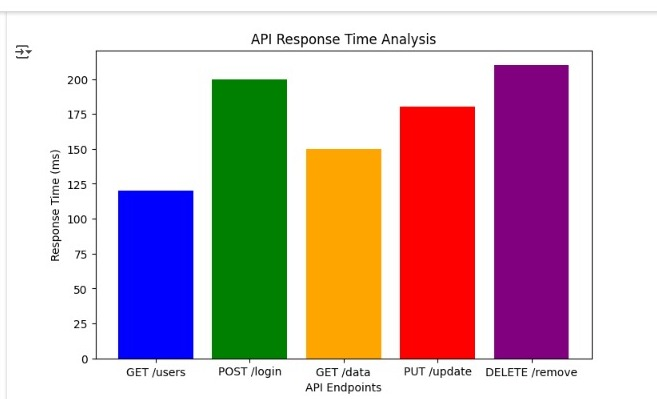 API Response Time Analysis
Response Time (ms)
200
175
150
125
100
75
50
25
0
GET /users POST /login GET /data PUT /update DELETE /remove
API Endpoints